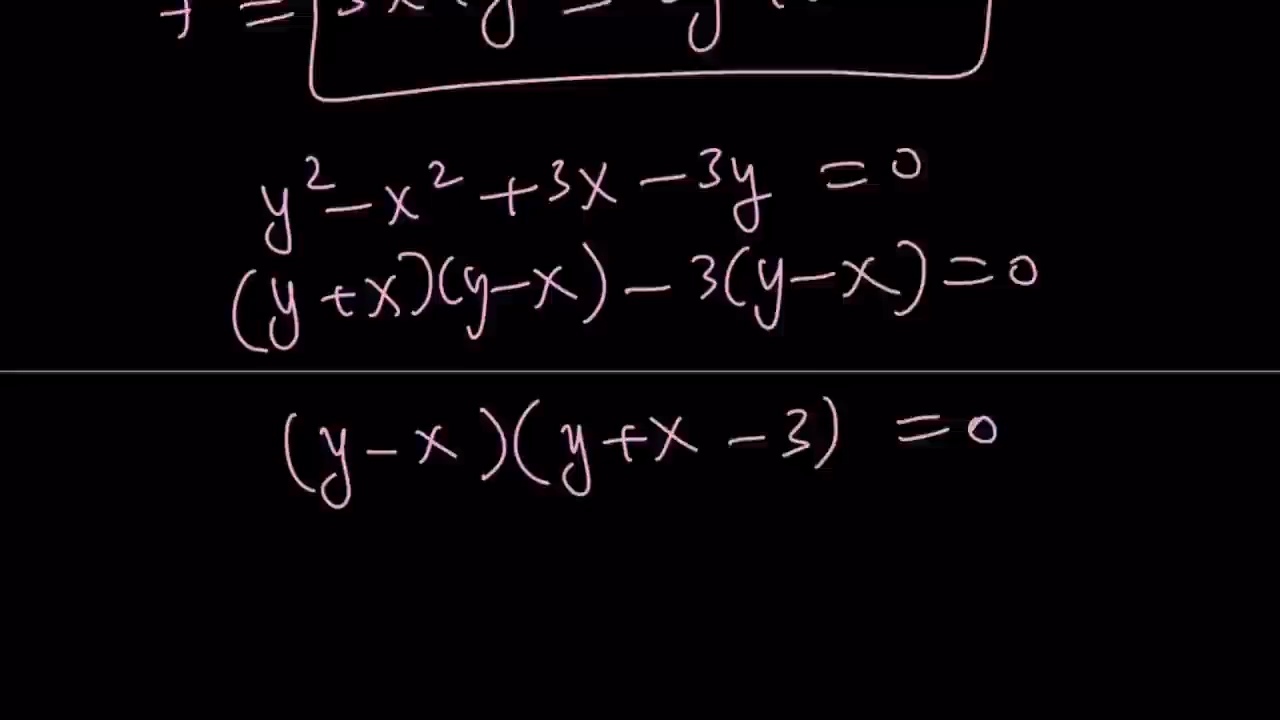 y² - x² + 3x - 3y = 0
(y + x)(y - x) - 3(y - x) = 0
(y - x)(y + x - 3) = 0